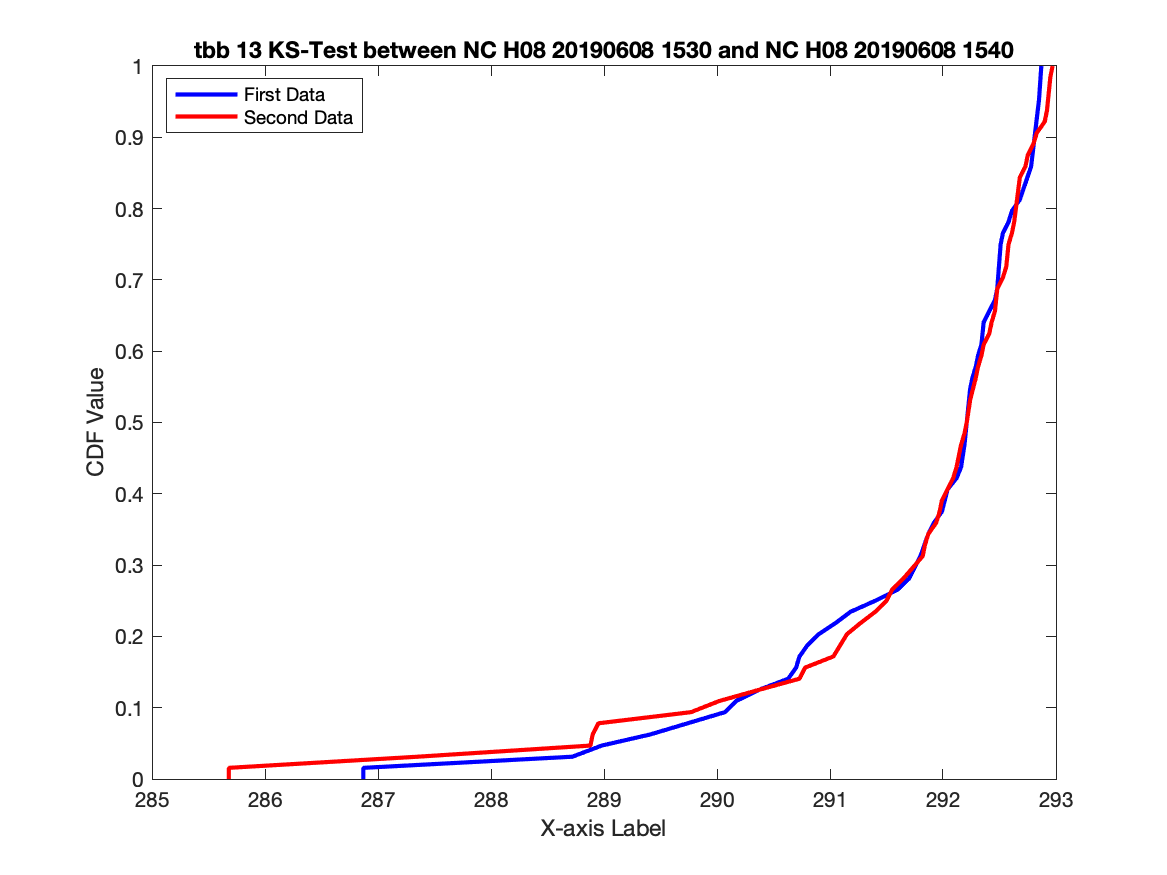 tbb 13 KS-Test between NC H08 20190608 1530 and NC H08 20190608 1540
First Data
Second Data
1
0.9
0.8
0.7
0.6
0.5
0.4
0.3
0.2
0.1
0
CDF Value
285 286 287 288 289 290 291 292 293
X-axis Label